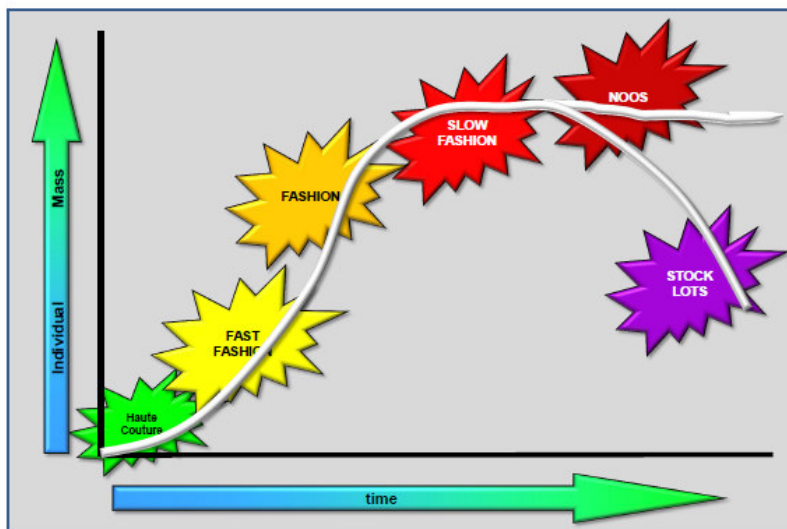 NOOS
SLOW
FASHION
FASHION
Mass
STOCK
LOTS
FAST
FASHION
Individual
Haute
Couture
time